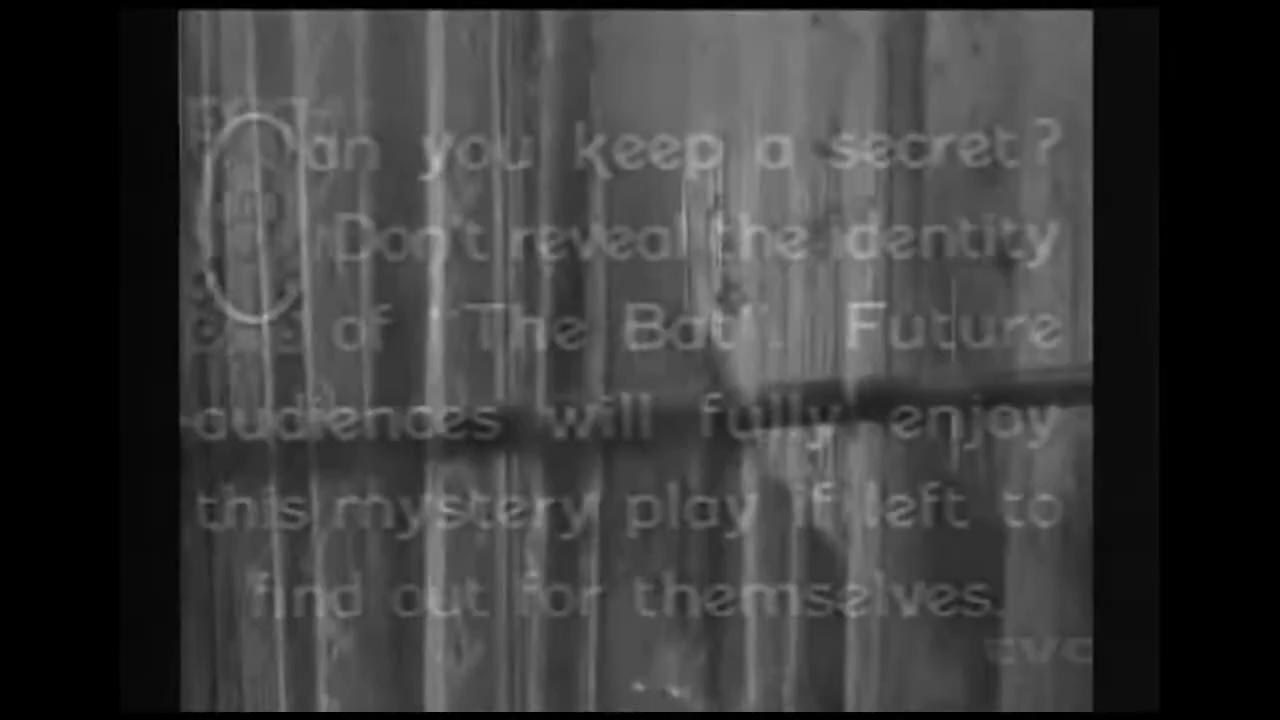 Can you keep a secret?
Don't reveal the identity
of "The Bat". Future
audiences will fully enjoy
this mystery play if left to
find out for themselves.